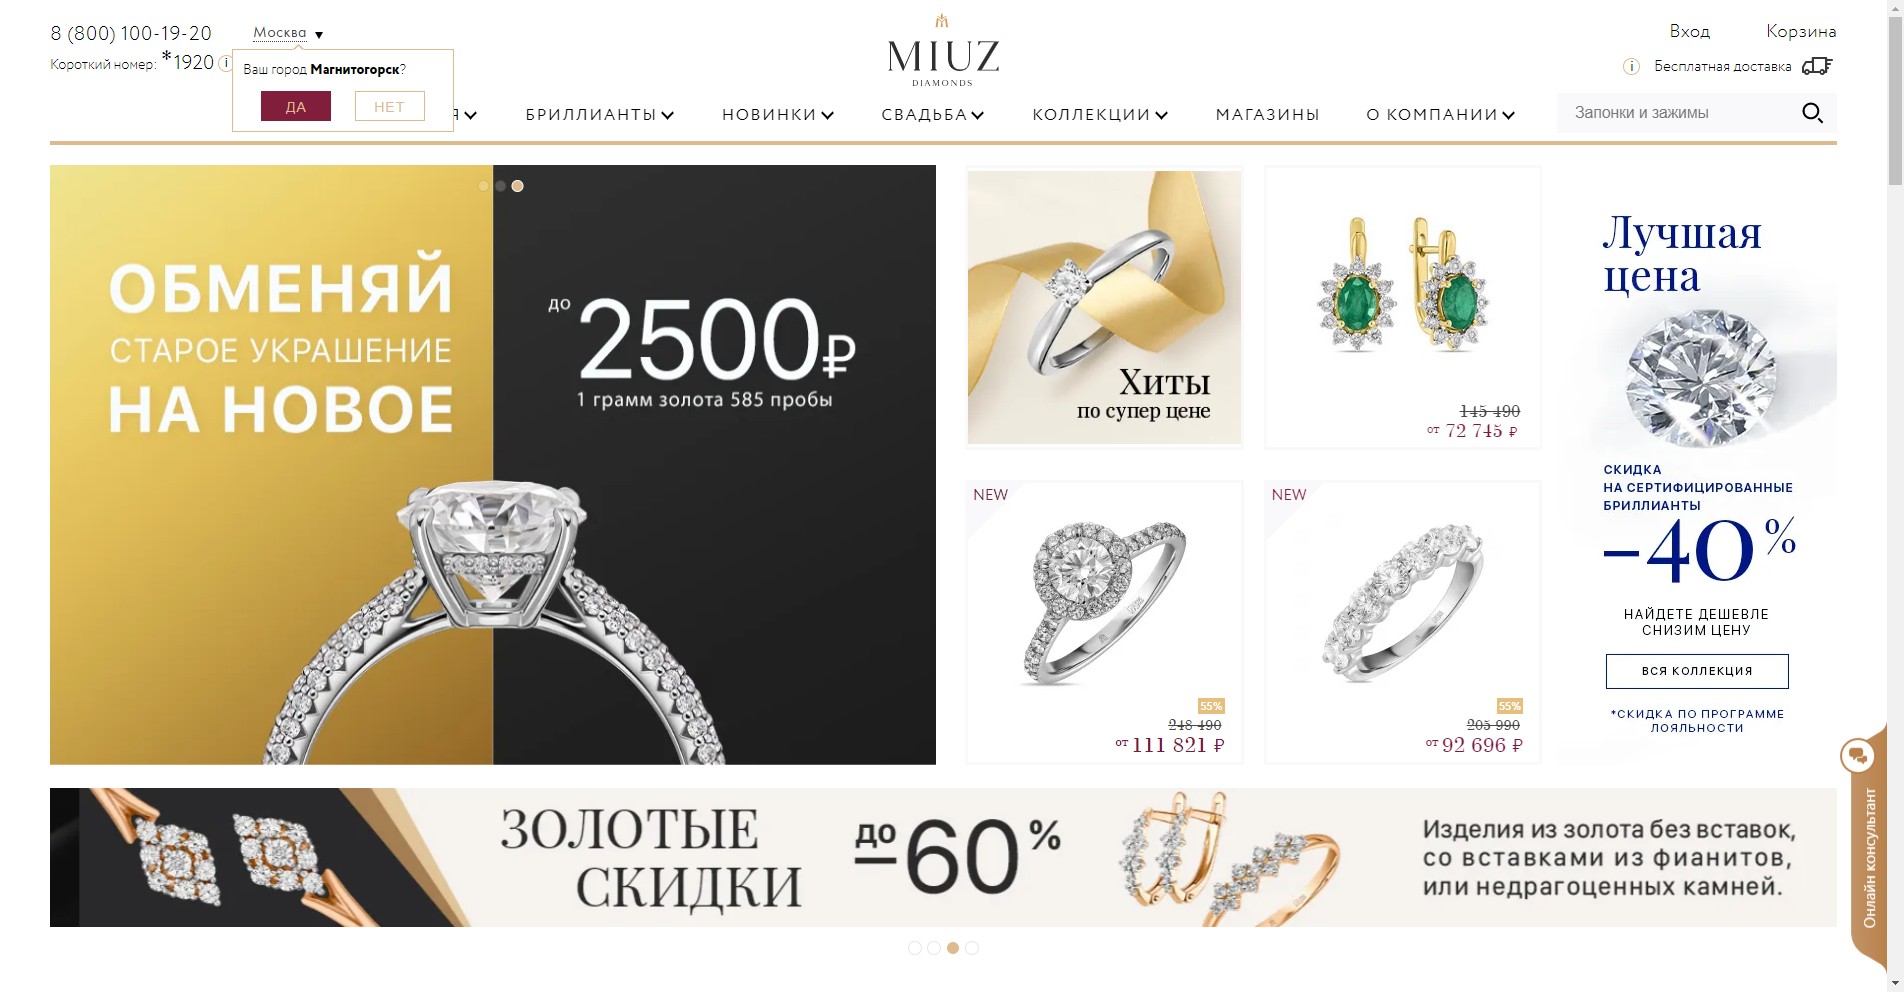 8 (800) 100-19-20
Москва
Короткий номер: *1920
i
Ваш город Магнитогорск?
ДА
НЕТ
MIUZ
DIAMONDS
Вход
Корзина
i
Бесплатная доставка
Я
БРИЛЛИАНТЫ
НОВИНКИ
СВАДЬБА
КОЛЛЕКЦИИ
МАГАЗИНЫ
О КОМПАНИИ
Запонки и зажимы
ОБМЕНЯЙ
СТАРОЕ УКРАШЕНИЕ
НА НОВОЕ
до 2500₽
1 грамм золота 585 пробы
Хиты
по супер цене
145 490
от 72 745 ₽
NEW
55%
248 490
от 111 821 ₽
NEW
55%
205 990
от 92 696 ₽
Лучшая
цена
СКИДКА
НА СЕРТИФИЦИРОВАННЫЕ
БРИЛЛИАНТЫ
–40%
НАЙДЕТЕ ДЕШЕВЛЕ
СНИЗИМ ЦЕНУ
ВСЯ КОЛЛЕКЦИЯ
*СКИДКА ПО ПРОГРАММЕ
ЛОЯЛЬНОСТИ
ЗОЛОТЫЕ
СКИДКИ
до –60%
Изделия из золота без вставок,
со вставками из фианитов,
или недрагоценных камней.
Онлайн консультант